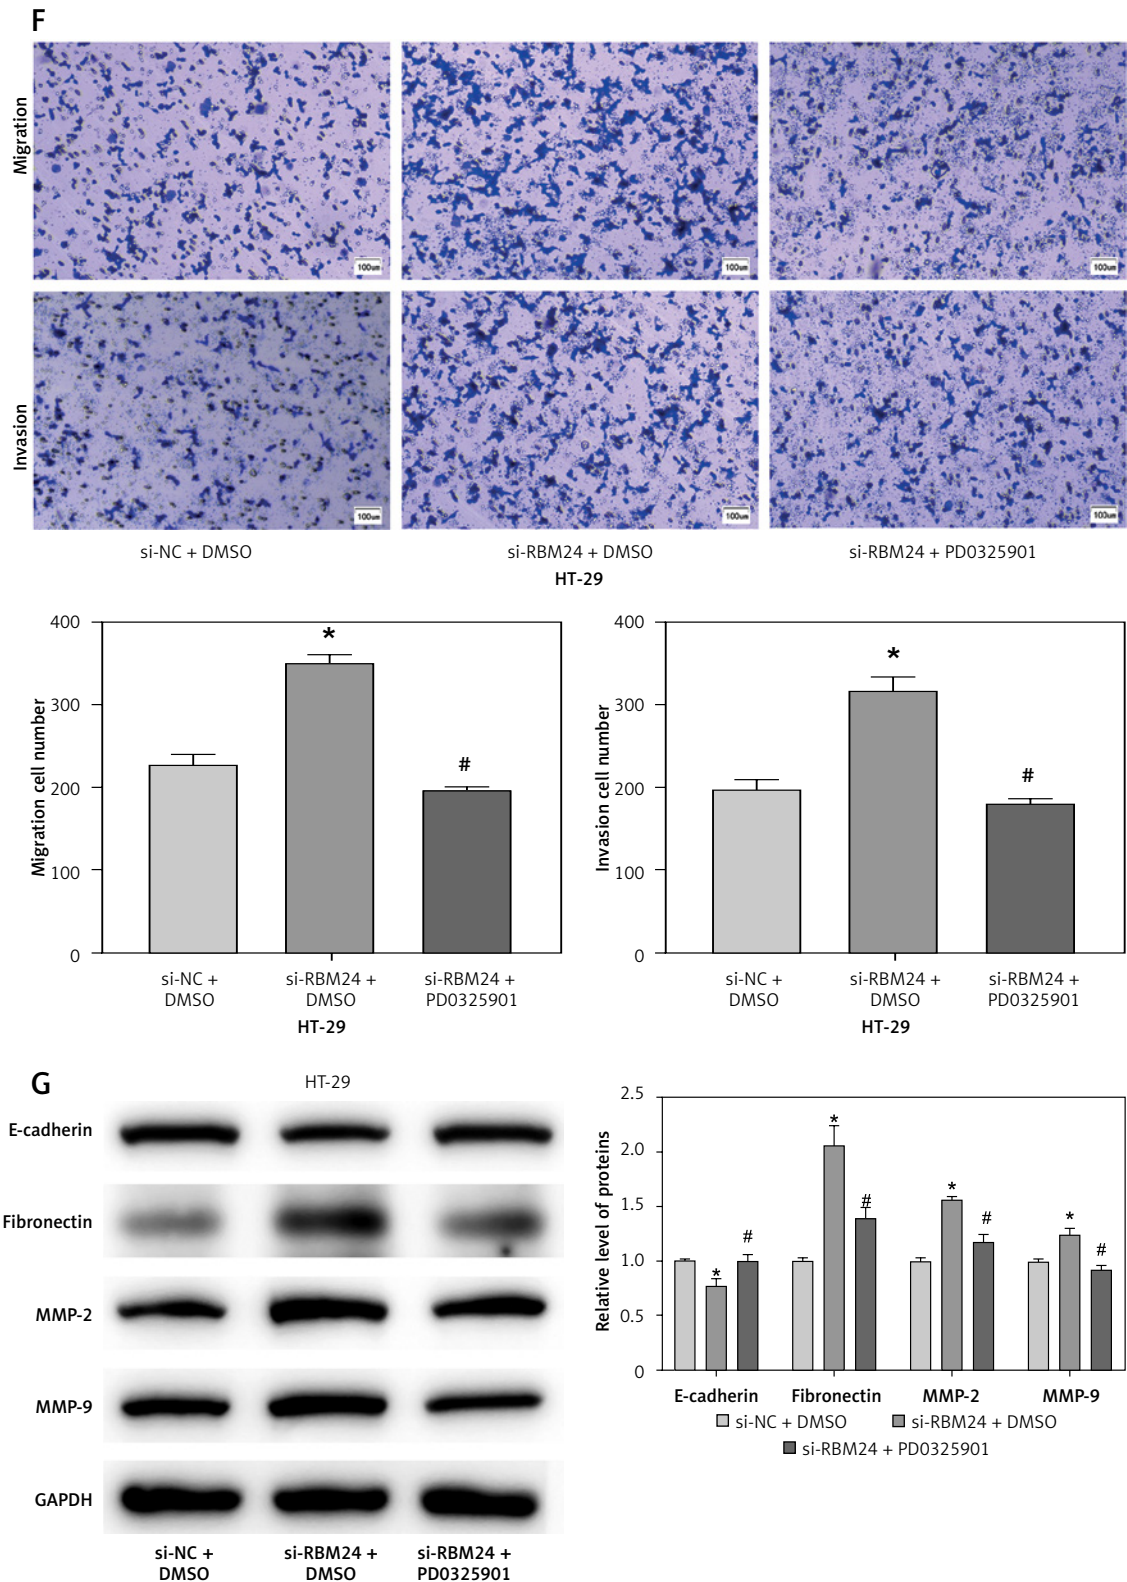 F
Migration
100um
100um
100um
Invasion
100um
100um
100um
si-NC + DMSO
si-RBM24 + DMSO
si-RBM24 + PD0325901
HT-29
Migration cell number
400
300
200
100
0
*
#
si-NC +
DMSO
si-RBM24 +
DMSO
si-RBM24 +
PD0325901
HT-29
Invasion cell number
400
300
200
100
0
*
#
si-NC +
DMSO
si-RBM24 +
DMSO
si-RBM24 +
PD0325901
HT-29
G
HT-29
E-cadherin
Fibronectin
MMP-2
MMP-9
GAPDH
si-NC +
DMSO
si-RBM24 +
DMSO
si-RBM24 +
PD0325901
Relative level of proteins
2.5
2.0
1.5
1.0
0.5
0
*
#
*
#
*
#
*
#
E-cadherin
Fibronectin
MMP-2
MMP-9
si-NC + DMSO
si-RBM24 + DMSO
si-RBM24 + PD0325901